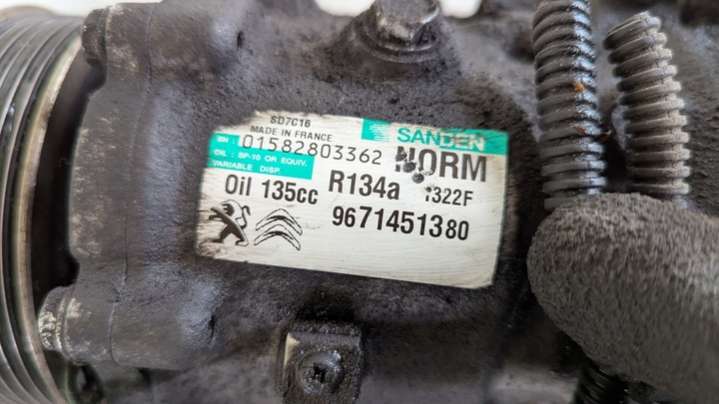 SD7C16
MADE IN FRANCE
SANDEN
01582803362
NORM
OIL : SP-10 OR EQUIV.
VARIABLE DISP.
Oil 135cc
R134a
1322F
9671451380